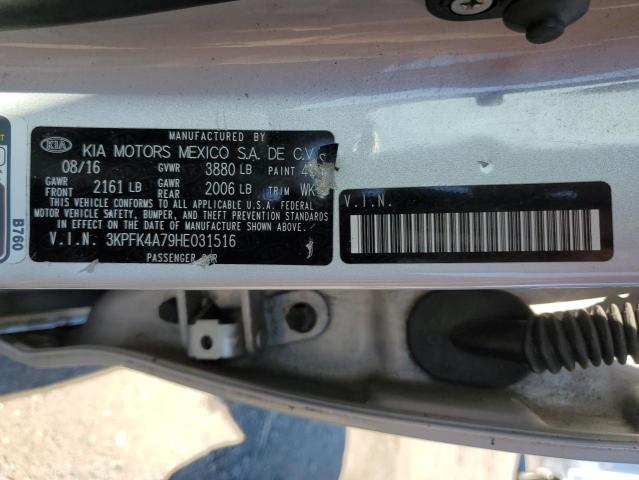 MANUFACTURED BY
KIA KIA MOTORS MEXICO S.A. DE C.V.
08/16 GVWR 3880 LB PAINT
GAWR FRONT 2161 LB GAWR REAR 2006 LB TRIM WK
THIS VEHICLE CONFORMS TO ALL APPLICABLE U.S.A. FEDERAL
MOTOR VEHICLE SAFETY, BUMPER, AND THEFT PREVENTION STANDARDS
IN EFFECT ON THE DATE OF MANUFACTURE SHOWN ABOVE.
V.I.N. 3KPFK4A79HE031516
PASSENGER CAR
V.I.N.
B760